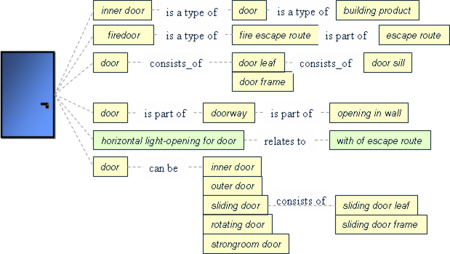 inner door is a type of door is a type of building product
firedoor is a type of fire escape route is part of escape route
door consists_of door leaf consists_of door sill
door frame
door is part of doorway is part of opening in wall
horizontal light-opening for door relates to with of escape route
door can be inner door
outer door
sliding door consists of sliding door leaf
rotating door sliding door frame
strongroom door